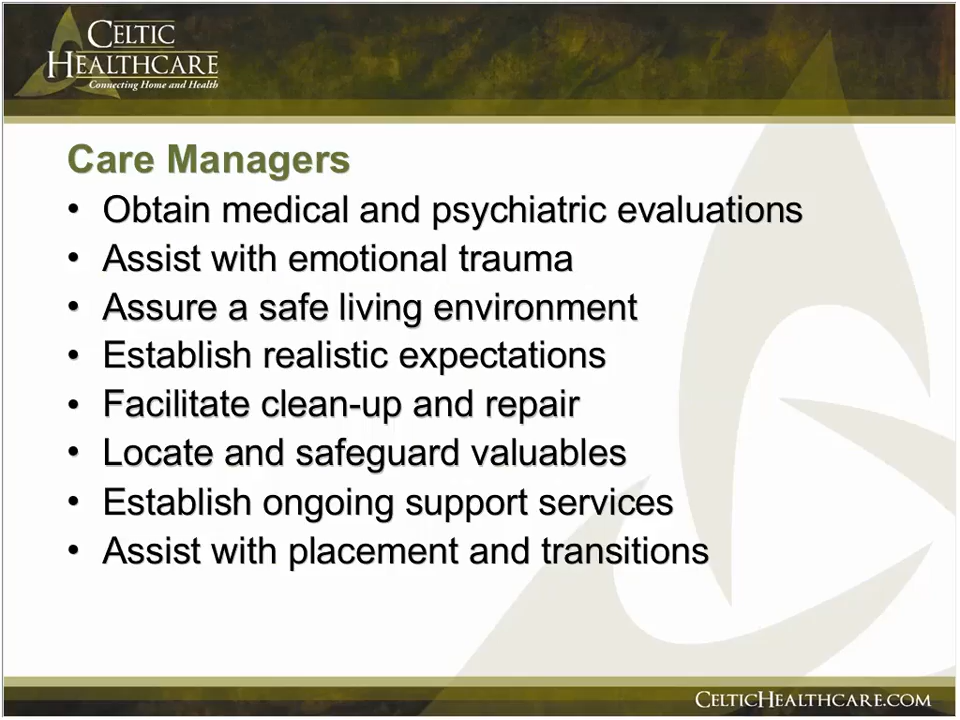 CELTIC
HEALTHCARE
Connecting Home and Health
Care Managers
• Obtain medical and psychiatric evaluations
• Assist with emotional trauma
• Assure a safe living environment
• Establish realistic expectations
• Facilitate clean-up and repair
• Locate and safeguard valuables
• Establish ongoing support services
• Assist with placement and transitions
CELTICHEALTHCARE.COM